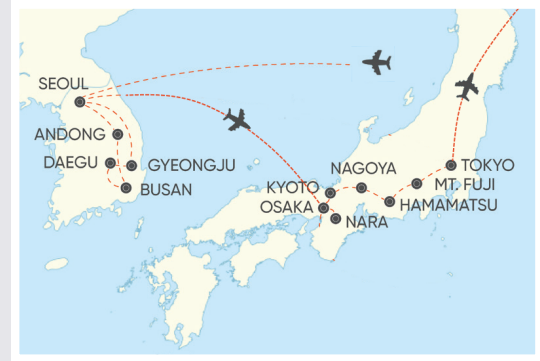 SEOUL
ANDONG
DAEGU
GYEONGJU
BUSAN
NAGOYA
TOKYO
KYOTO
MT. FUJI
OSAKA
HAMAMATSU
NARA